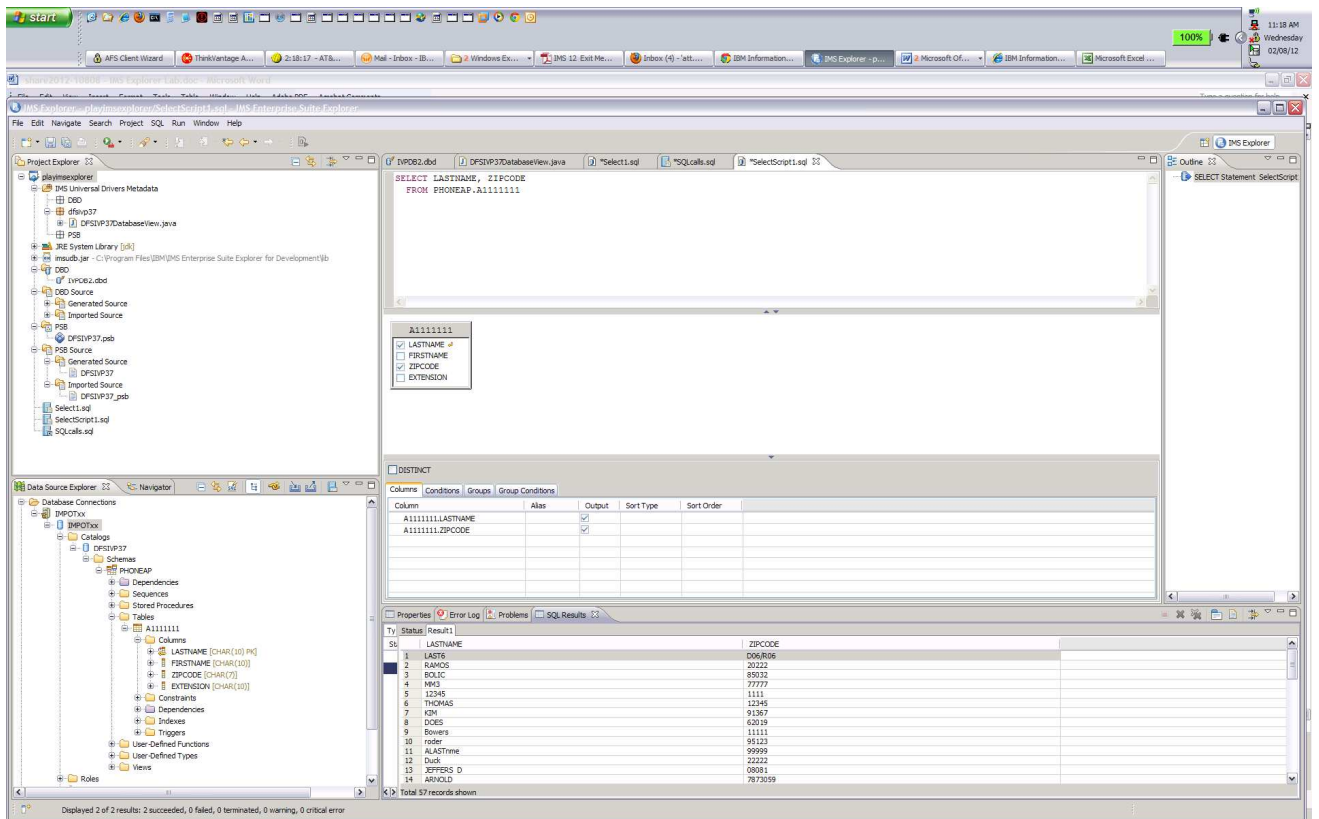 start
11:18 AM
100%
Wednesday
02/08/12
AFS Client Wizard
ThinkVantage A...
2:18:17 - AT&...
Mail - Inbox - IB...
2 Windows Ex...
IMS 12 Exit Me...
Inbox (4) - 'att...
IBM Information...
IMS Explorer - p...
2 Microsoft Of...
IBM Information...
Microsoft Excel ...
IMS Explorer - playimsexplorer/SelectScript1.sql - IMS Enterprise Suite Explorer
File Edit Navigate Search Project SQL Run Window Help
IMS Explorer
Project Explorer
playimsexplorer
IMS Universal Drivers Metadata
DBD
dfsivp37
DFSIVP37DatabaseView.java
PSB
JRE System Library [jdk]
imsudb.jar - C:\Program Files\IBM\IMS Enterprise Suite Explorer for Development\lib
DBD
IVPDB2.dbd
DBD Source
Generated Source
Imported Source
PSB
DFSIVP37.psb
PSB Source
Generated Source
DFSIVP37
Imported Source
DFSIVP37_psb
Select1.sql
SelectScript1.sql
SQLcalls.sql
IVPDB2.dbd
DFSIVP37DatabaseView.java
*Select1.sql
*SQLcalls.sql
*SelectScript1.sql
SELECT LASTNAME, ZIPCODE
FROM PHONEAP.A1111111
A1111111
LASTNAME
FIRSTNAME
ZIPCODE
EXTENSION
DISTINCT
Columns Conditions Groups Group Conditions
Column Alias Output Sort Type Sort Order
A1111111.LASTNAME
A1111111.ZIPCODE
Outline
SELECT Statement SelectScript
Data Source Explorer
Navigator
Database Connections
IMPOTxx
IMPOTxx
Catalogs
DFSIVP37
Schemas
PHONEAP
Dependencies
Sequences
Stored Procedures
Tables
A1111111
Columns
LASTNAME [CHAR(10) PK]
FIRSTNAME [CHAR(10)]
ZIPCODE [CHAR(7)]
EXTENSION [CHAR(10)]
Constraints
Dependencies
Indexes
Triggers
User-Defined Functions
User-Defined Types
Views
Roles
Properties Error Log Problems SQL Results
Ty Status Result1
LASTNAME ZIPCODE
1 LAST6 D06/R06
2 RAMOS 20222
3 BOLIC 85032
4 MM3 77777
5 12345 1111
6 THOMAS 12345
7 KIM 91367
8 DOES 62019
9 Bowers 11111
10 roder 95123
11 ALASTnme 99999
12 Duck 22222
13 JEFFERS D 08081
14 ARNOLD 7873059
Total 57 records shown
Displayed 2 of 2 results: 2 succeeded, 0 failed, 0 terminated, 0 warning, 0 critical error